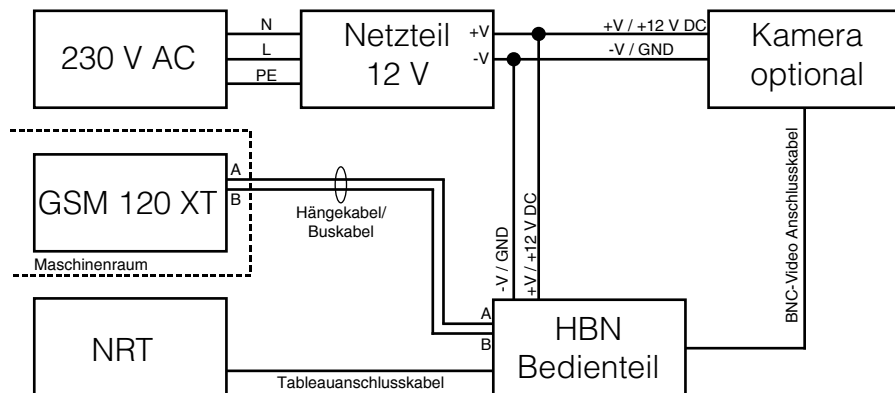 230 V AC
N
L
PE
Netzteil
12 V
+V
-V
+V / +12 V DC
-V / GND
Kamera
optional
GSM 120 XT
A
B
Hängekabel/
Buskabel
Maschinenraum
-V / GND
+V / +12 V DC
BNC-Video Anschlusskabel
NRT
Tableauanschlusskabel
A
B
HBN
Bedienteil